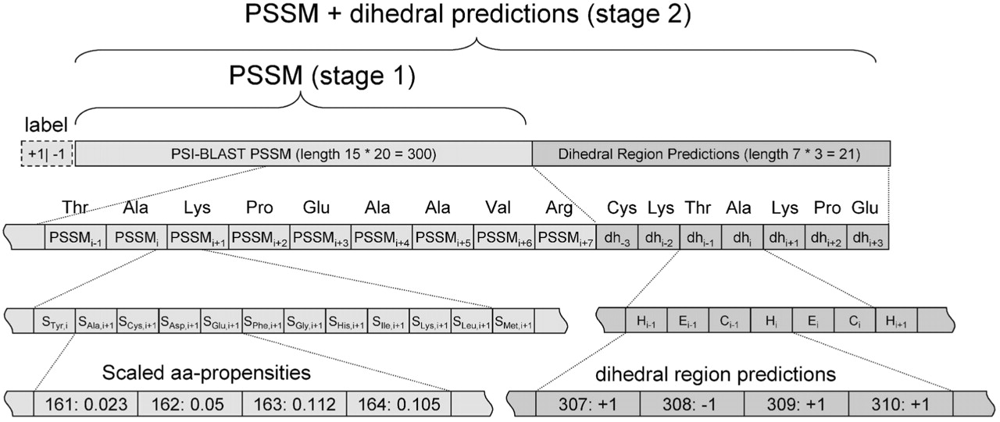 PSSM + dihedral predictions (stage 2)
PSSM (stage 1)
label
+1| -1 PSI-BLAST PSSM (length 15 * 20 = 300) Dihedral Region Predictions (length 7 * 3 = 21)
Thr Ala Lys Pro Glu Ala Ala Val Arg Cys Lys Thr Ala Lys Pro Glu
PSSMi-1 PSSMi PSSMi+1 PSSMi+2 PSSMi+3 PSSMi+4 PSSMi+5 PSSMi+6 PSSMi+7 dh-3 dhi-2 dhi-1 dhi dhi+1 dhi+2 dhi+3
STyr,i SAla,i+1 SCys,i+1 SAsp,i+1 SGlu,i+1 SPhe,i+1 SGly,i+1 SHis,i+1 SIle,i+1 SLys,i+1 SLeu,i+1 SMet,i+1 Hi-1 Ei-1 Ci-1 Hi Ei Ci Hi+1
Scaled aa-propensities dihedral region predictions
161: 0.023 162: 0.05 163: 0.112 164: 0.105 307: +1 308: -1 309: +1 310: +1